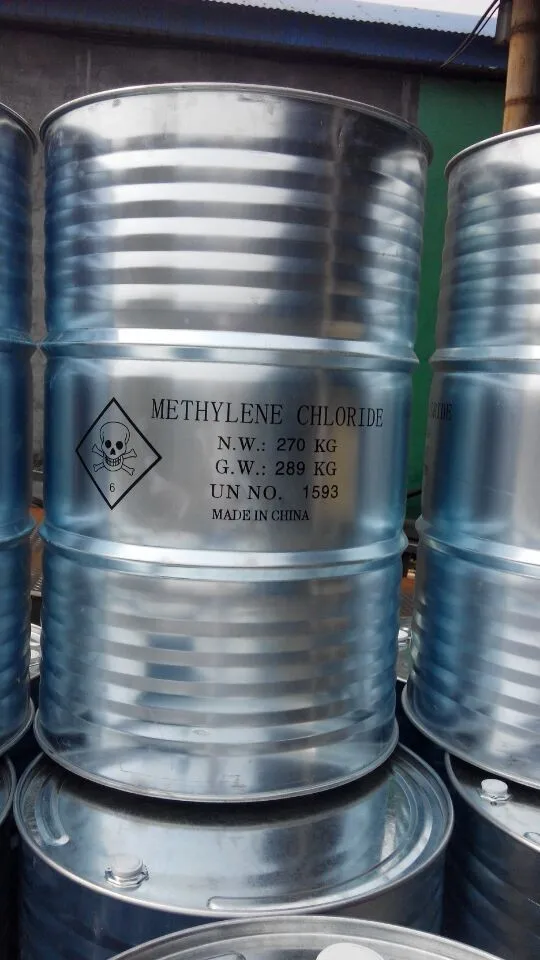 METHYLENE CHLORIDE
N.W.: 270 KG
G.W.: 289 KG
UN NO. 1593
MADE IN CHINA
6